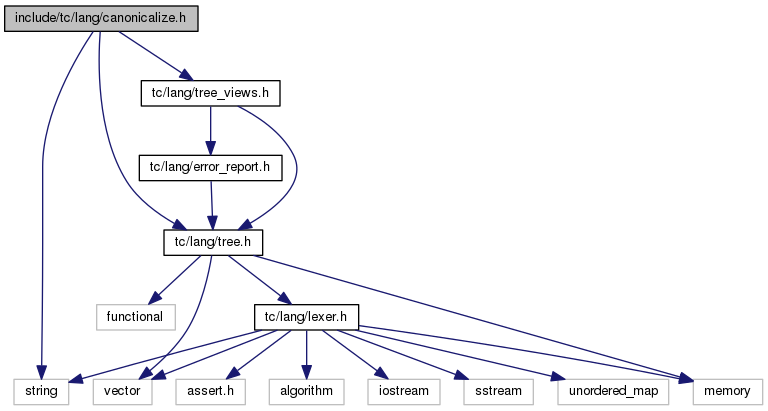 include/tc/lang/canonicalize.h
tc/lang/tree_views.h
tc/lang/error_report.h
tc/lang/tree.h
functional
tc/lang/lexer.h
string
vector
assert.h
algorithm
iostream
sstream
unordered_map
memory